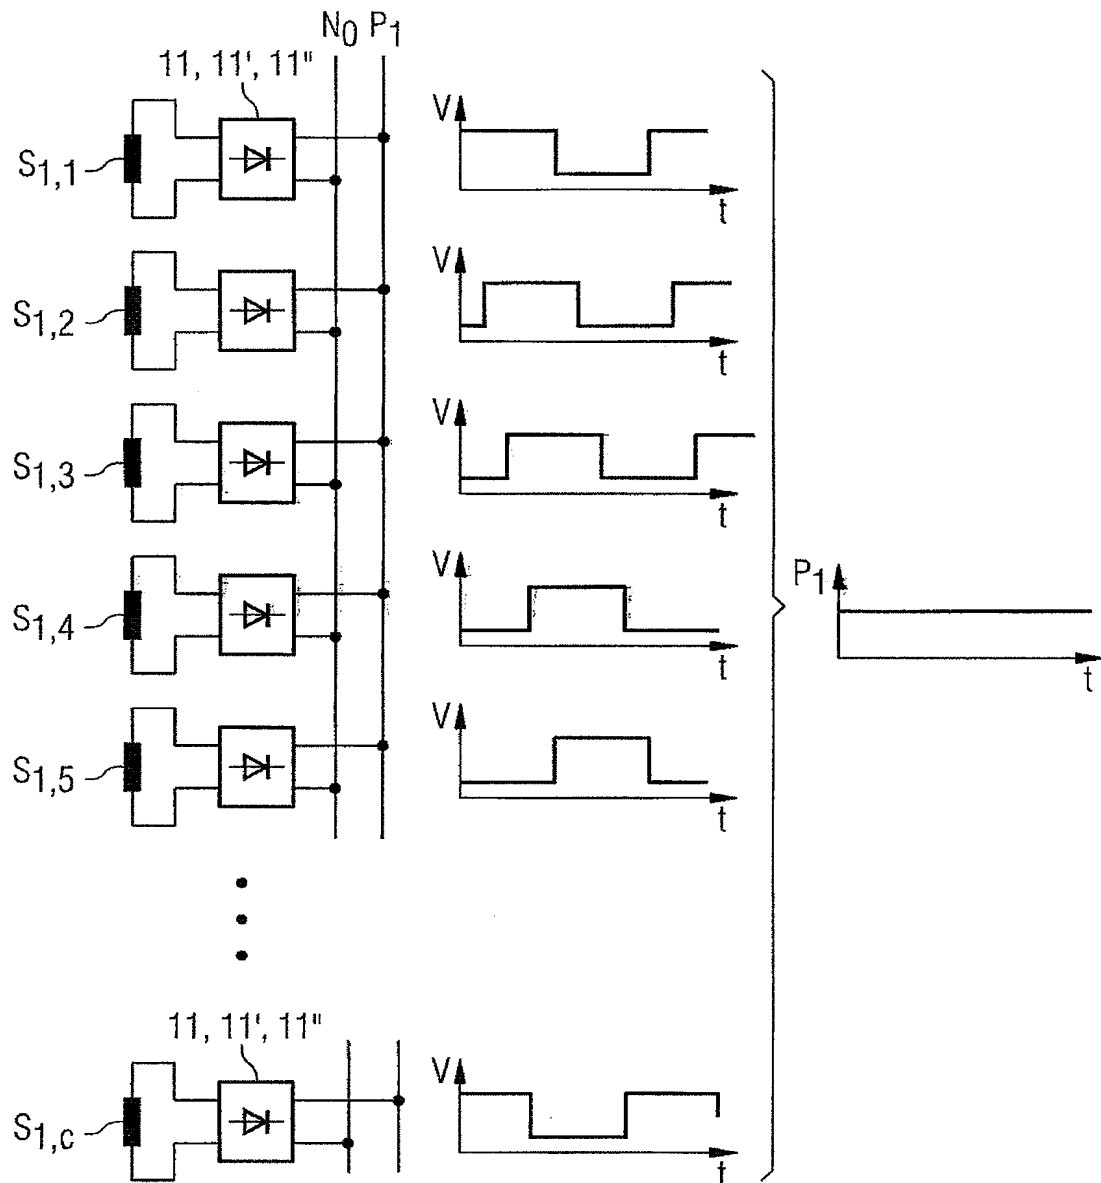 N0 P1
11, 11', 11"
S1,1
V
t
S1,2
V
t
S1,3
V
t
S1,4
V
t
P1
t
S1,5
V
t
11, 11', 11"
S1,c
V
t